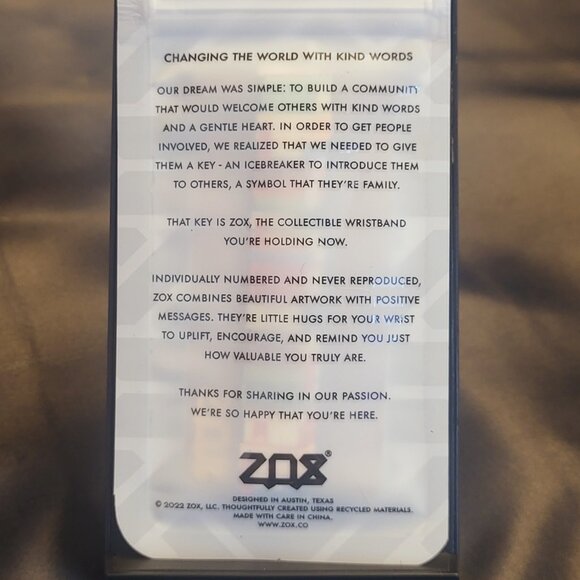 CHANGING THE WORLD WITH KIND WORDS
OUR DREAM WAS SIMPLE: TO BUILD A COMMUNITY
THAT WOULD WELCOME OTHERS WITH KIND WORDS
AND A GENTLE HEART. IN ORDER TO GET PEOPLE
INVOLVED, WE REALIZED THAT WE NEEDED TO GIVE
THEM A KEY - AN ICEBREAKER TO INTRODUCE THEM
TO OTHERS, A SYMBOL THAT THEY'RE FAMILY.
THAT KEY IS ZOX, THE COLLECTIBLE WRISTBAND
YOU'RE HOLDING NOW.
INDIVIDUALLY NUMBERED AND NEVER REPRODUCED,
ZOX COMBINES BEAUTIFUL ARTWORK WITH POSITIVE
MESSAGES. THEY'RE LITTLE HUGS FOR YOUR WRIST
TO UPLIFT, ENCOURAGE, AND REMIND YOU JUST
HOW VALUABLE YOU TRULY ARE.
THANKS FOR SHARING IN OUR PASSION.
WE'RE SO HAPPY THAT YOU'RE HERE.
ZOX®
DESIGNED IN AUSTIN, TEXAS
© 2022 ZOX, LLC. THOUGHTFULLY CREATED USING RECYCLED MATERIALS.
MADE WITH CARE IN CHINA.
WWW.ZOX.CO